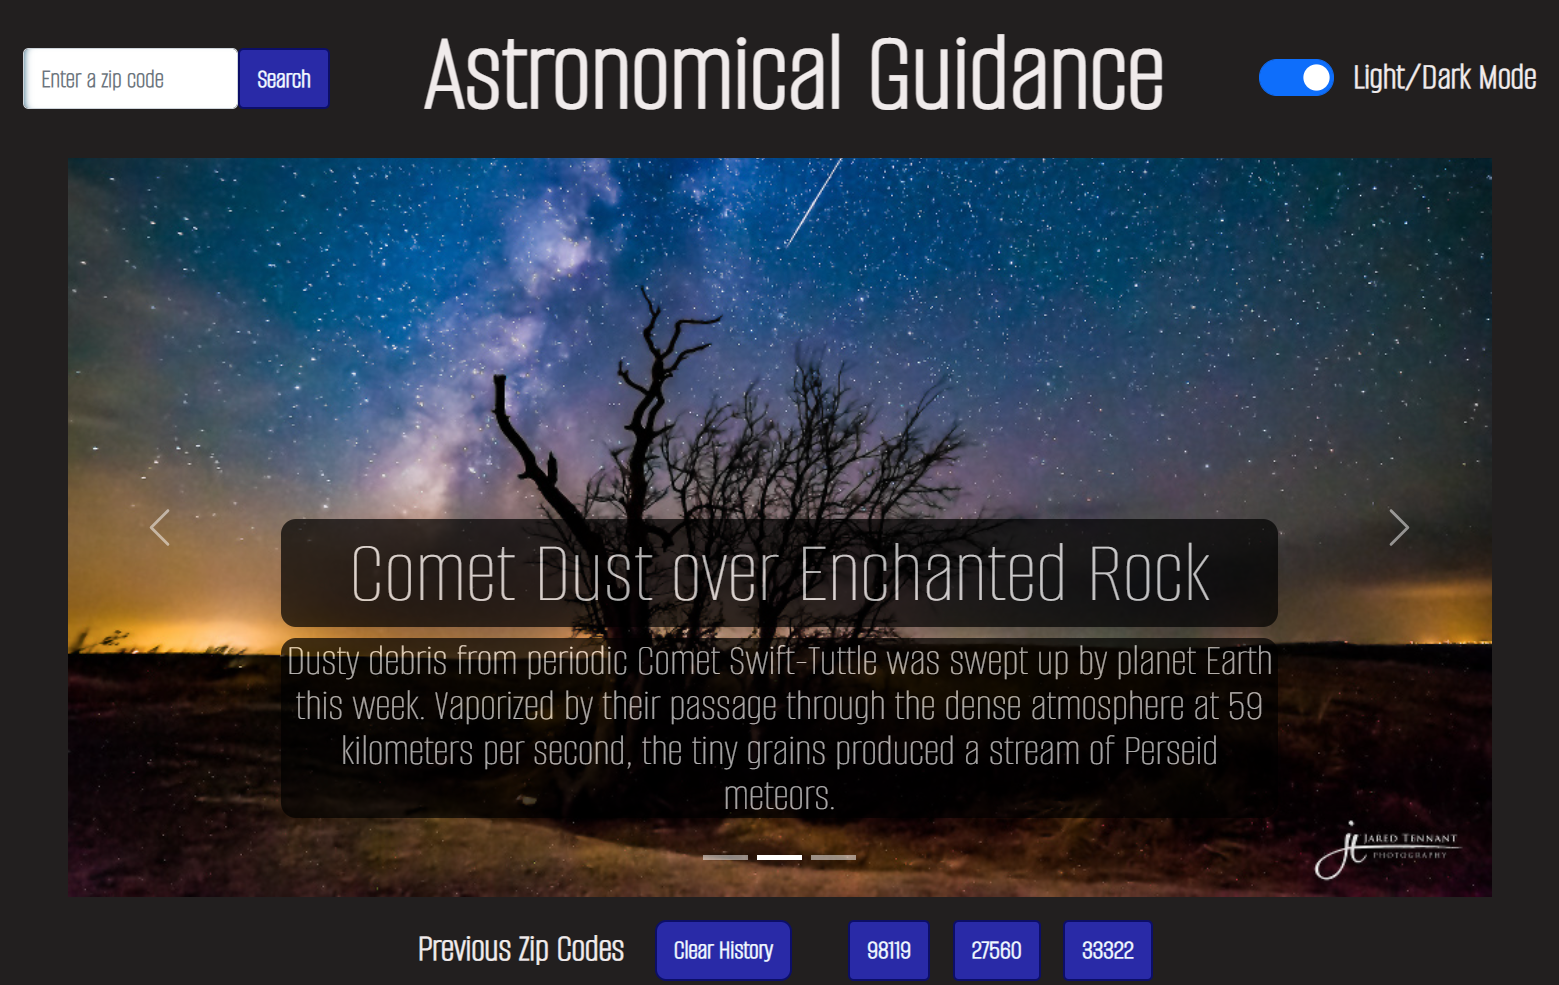 Enter a zip code
Search
Astronomical Guidance
Light/Dark Mode
Comet Dust over Enchanted Rock
Dusty debris from periodic Comet Swift-Tuttle was swept up by planet Earth
this week. Vaporized by their passage through the dense atmosphere at 59
kilometers per second, the tiny grains produced a stream of Perseid
meteors.
jt JARED TENNANT
PHOTOGRAPHY
Previous Zip Codes
Clear History
98119
27560
33322